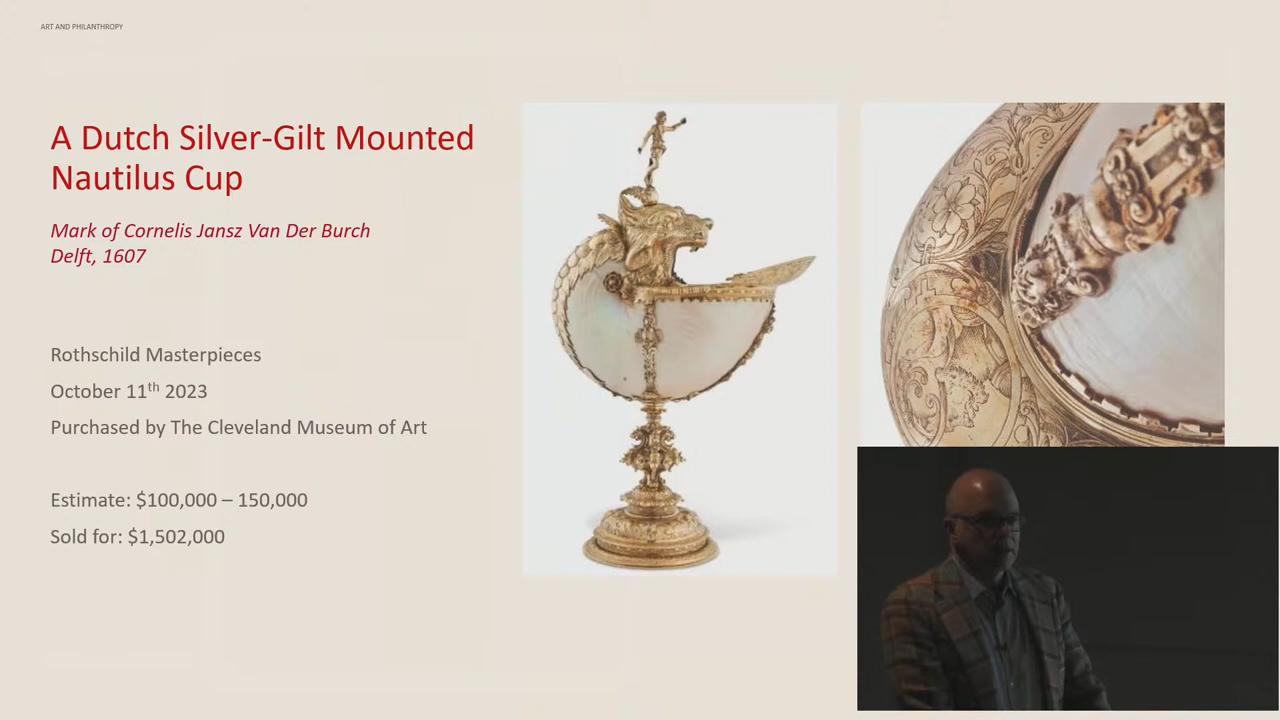 ART AND PHILANTHROPY
A Dutch Silver-Gilt Mounted
Nautilus Cup
Mark of Cornelis Jansz Van Der Burch
Delft, 1607
Rothschild Masterpieces
October 11th 2023
Purchased by The Cleveland Museum of Art
Estimate: $100,000 – 150,000
Sold for: $1,502,000